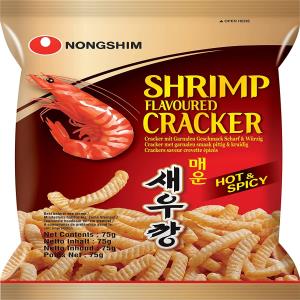 ▲ OPEN HERE
NONGSHIM
SHRIMP
FLAVOURED
CRACKER
Cracker mit Garnelen Geschmack Scharf & Würzig
Cracker met garnalen smaak pittig & kruidig
Crackers saveur crevette épicés
매운
새우깡
HOT &
SPICY
Net Contents : 75g
Netto Inhalt : 75g
Netto Inhoud : 75g
Poids Net : 75g